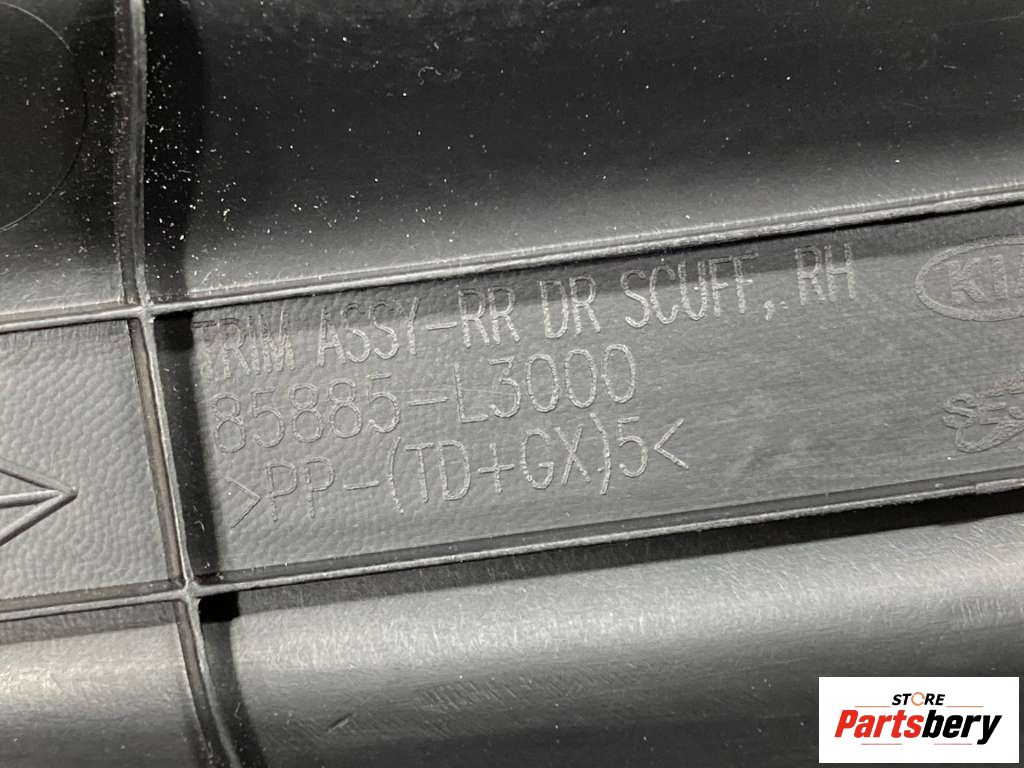 TRIM ASSY-RR DR SCUFF, RH
85885-L3000
>PP-(TD+GX)5<
KIA
STORE
Partsbery